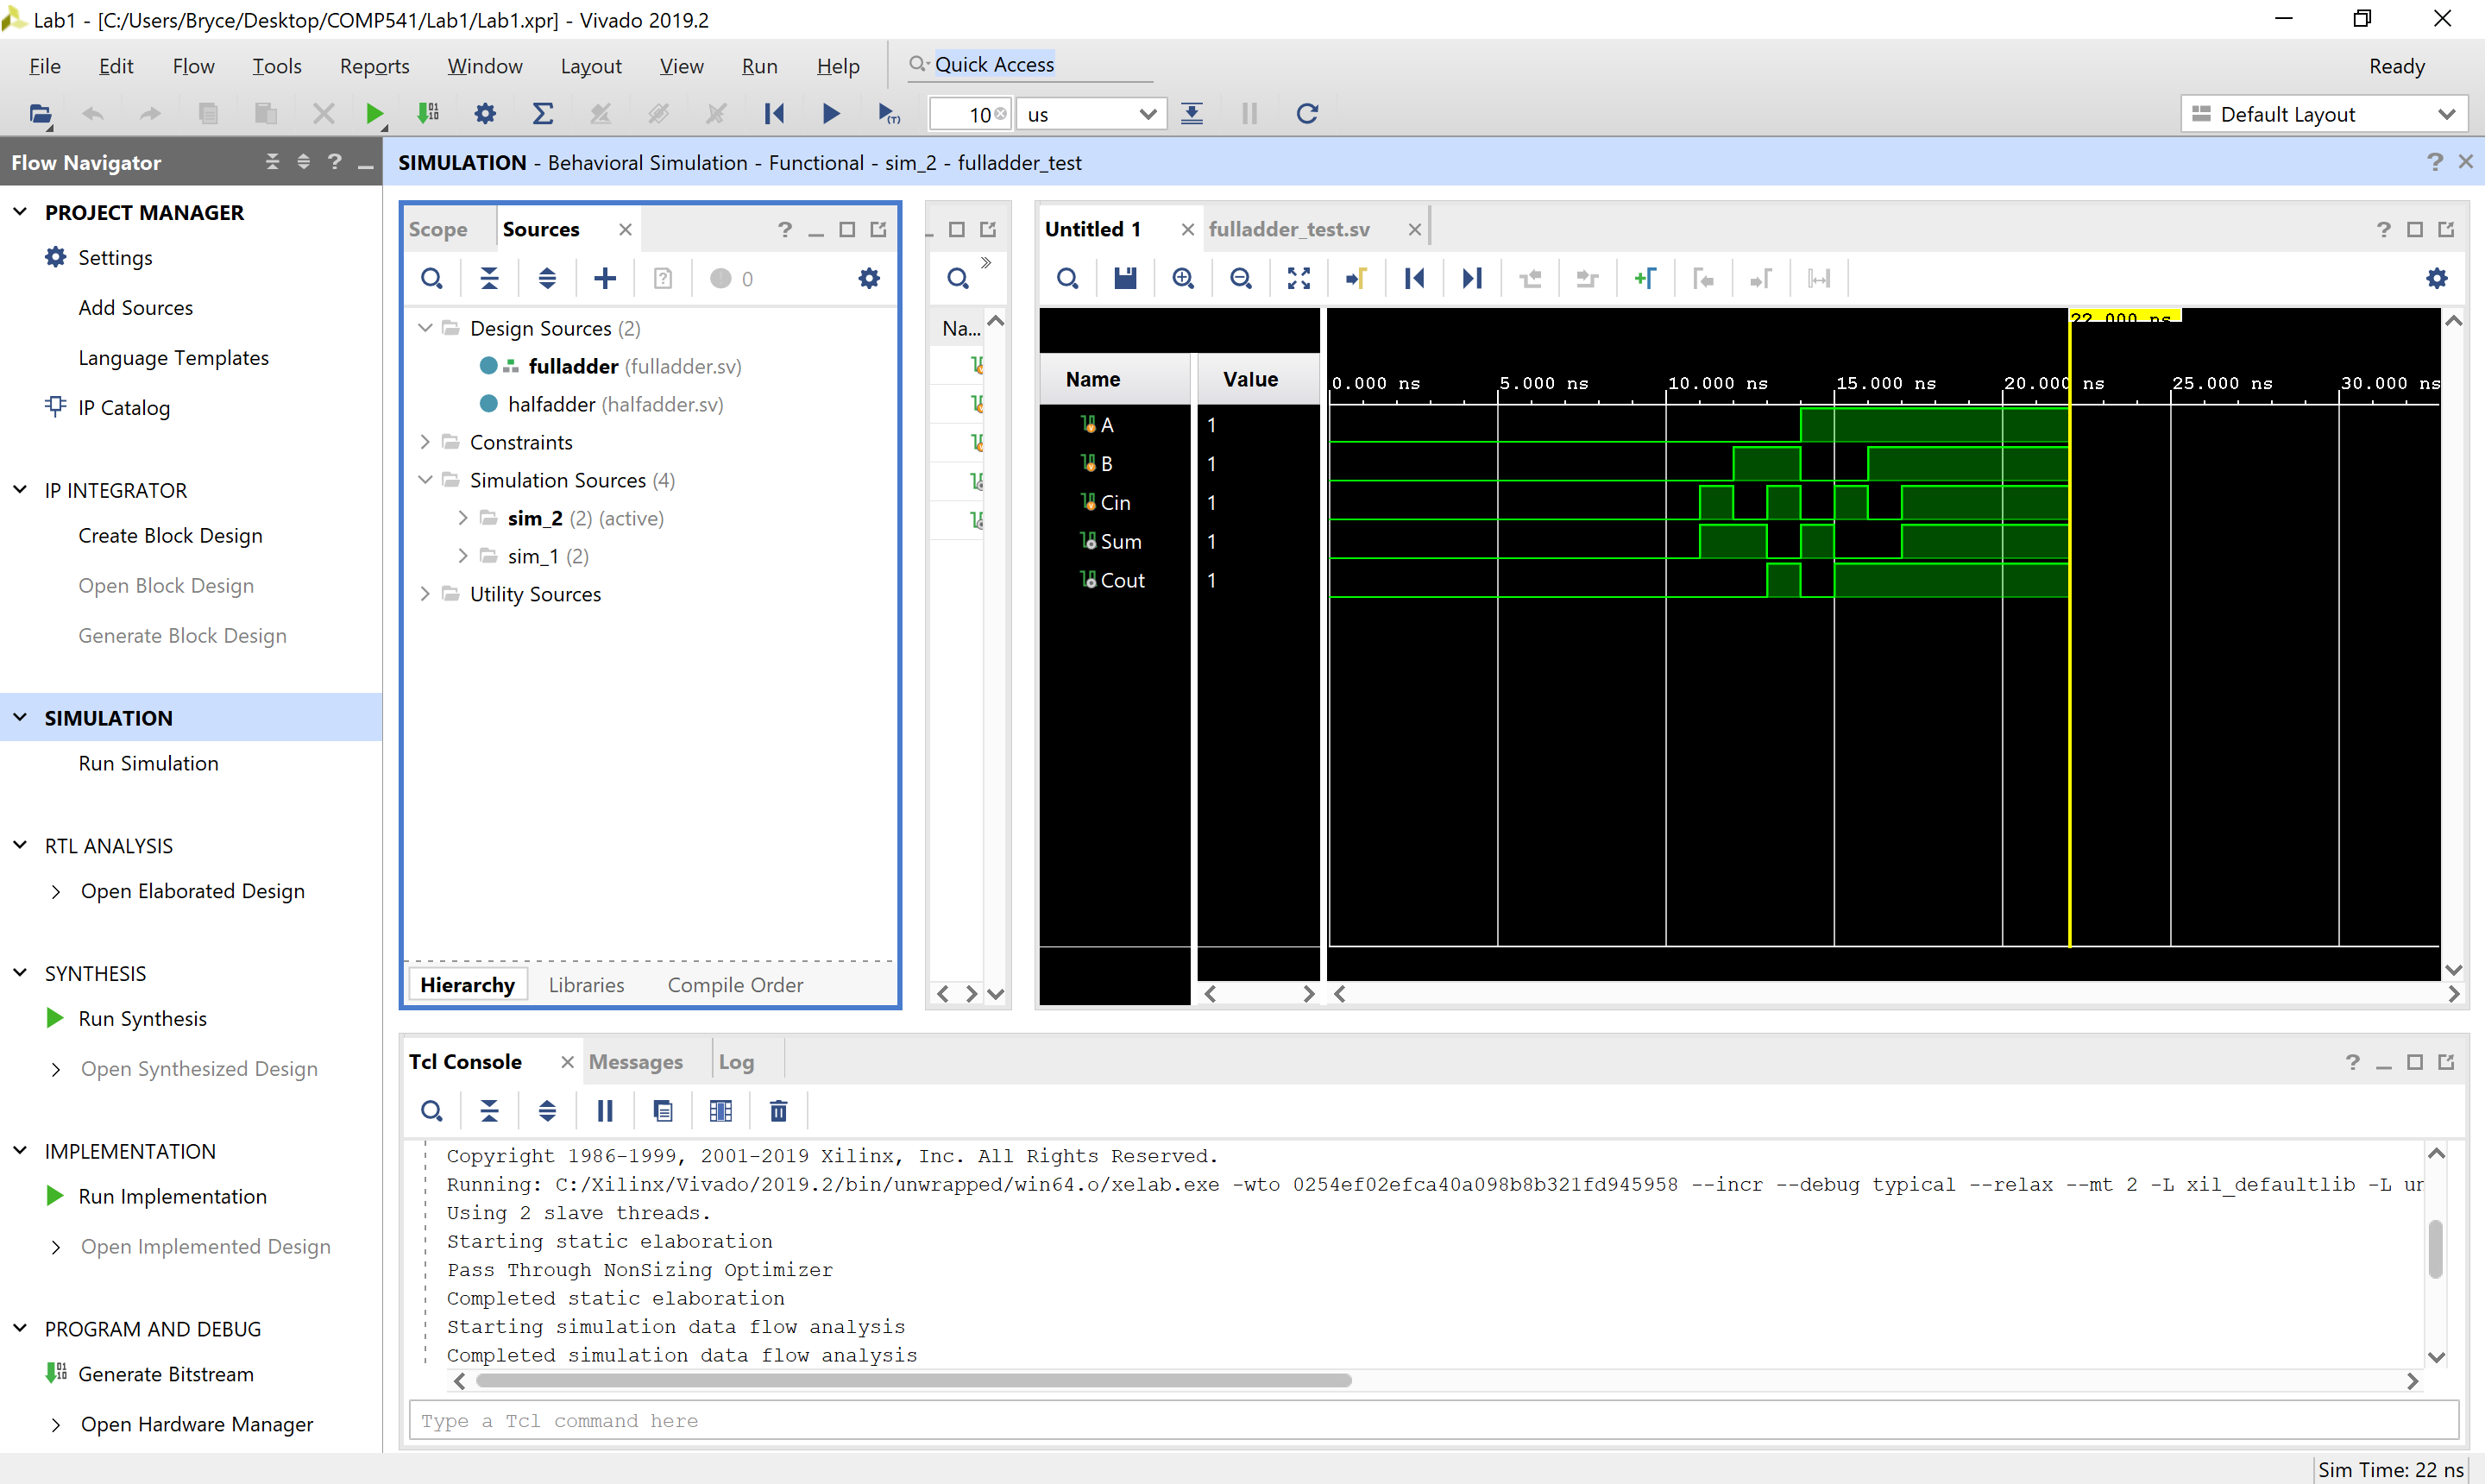 Lab1 - [C:/Users/Bryce/Desktop/COMP541/Lab1/Lab1.xpr] - Vivado 2019.2
File Edit Flow Tools Reports Window Layout View Run Help Quick Access Ready
10 us Default Layout
Flow Navigator
SIMULATION - Behavioral Simulation - Functional - sim_2 - fulladder_test
PROJECT MANAGER
Settings
Add Sources
Language Templates
IP Catalog
IP INTEGRATOR
Create Block Design
Open Block Design
Generate Block Design
SIMULATION
Run Simulation
RTL ANALYSIS
Open Elaborated Design
SYNTHESIS
Run Synthesis
Open Synthesized Design
IMPLEMENTATION
Run Implementation
Open Implemented Design
PROGRAM AND DEBUG
Generate Bitstream
Open Hardware Manager
Scope Sources
0
Design Sources (2)
fulladder (fulladder.sv)
halfadder (halfadder.sv)
Constraints
Simulation Sources (4)
sim_2 (2) (active)
sim_1 (2)
Utility Sources
Hierarchy Libraries Compile Order
Na...
Untitled 1 fulladder_test.sv
22.000 ns
Name Value
0.000 ns 5.000 ns 10.000 ns 15.000 ns 20.000 ns 25.000 ns 30.000 ns
A 1
B 1
Cin 1
Sum 1
Cout 1
Tcl Console Messages Log
Copyright 1986-1999, 2001-2019 Xilinx, Inc. All Rights Reserved.
Running: C:/Xilinx/Vivado/2019.2/bin/unwrapped/win64.o/xelab.exe -wto 0254ef02efca40a098b8b321fd945958 --incr --debug typical --relax --mt 2 -L xil_defaultlib -L un
Using 2 slave threads.
Starting static elaboration
Pass Through NonSizing Optimizer
Completed static elaboration
Starting simulation data flow analysis
Completed simulation data flow analysis
Type a Tcl command here
Sim Time: 22 ns